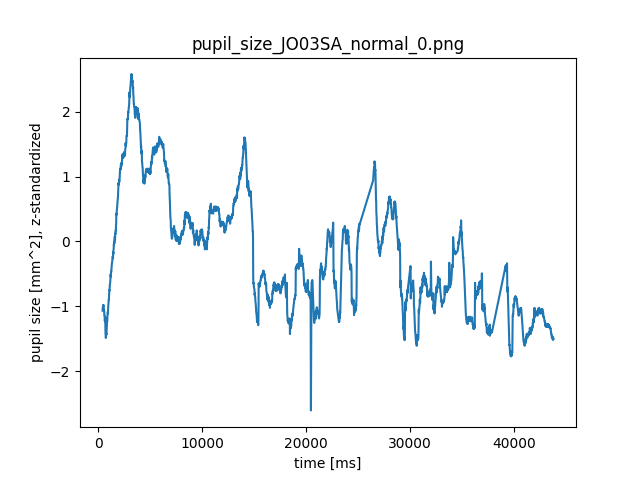 pupil_size_JO03SA_normal_0.png
pupil size [mm^2], z-standardized
2
1
0
−1
−2
0 10000 20000 30000 40000
time [ms]